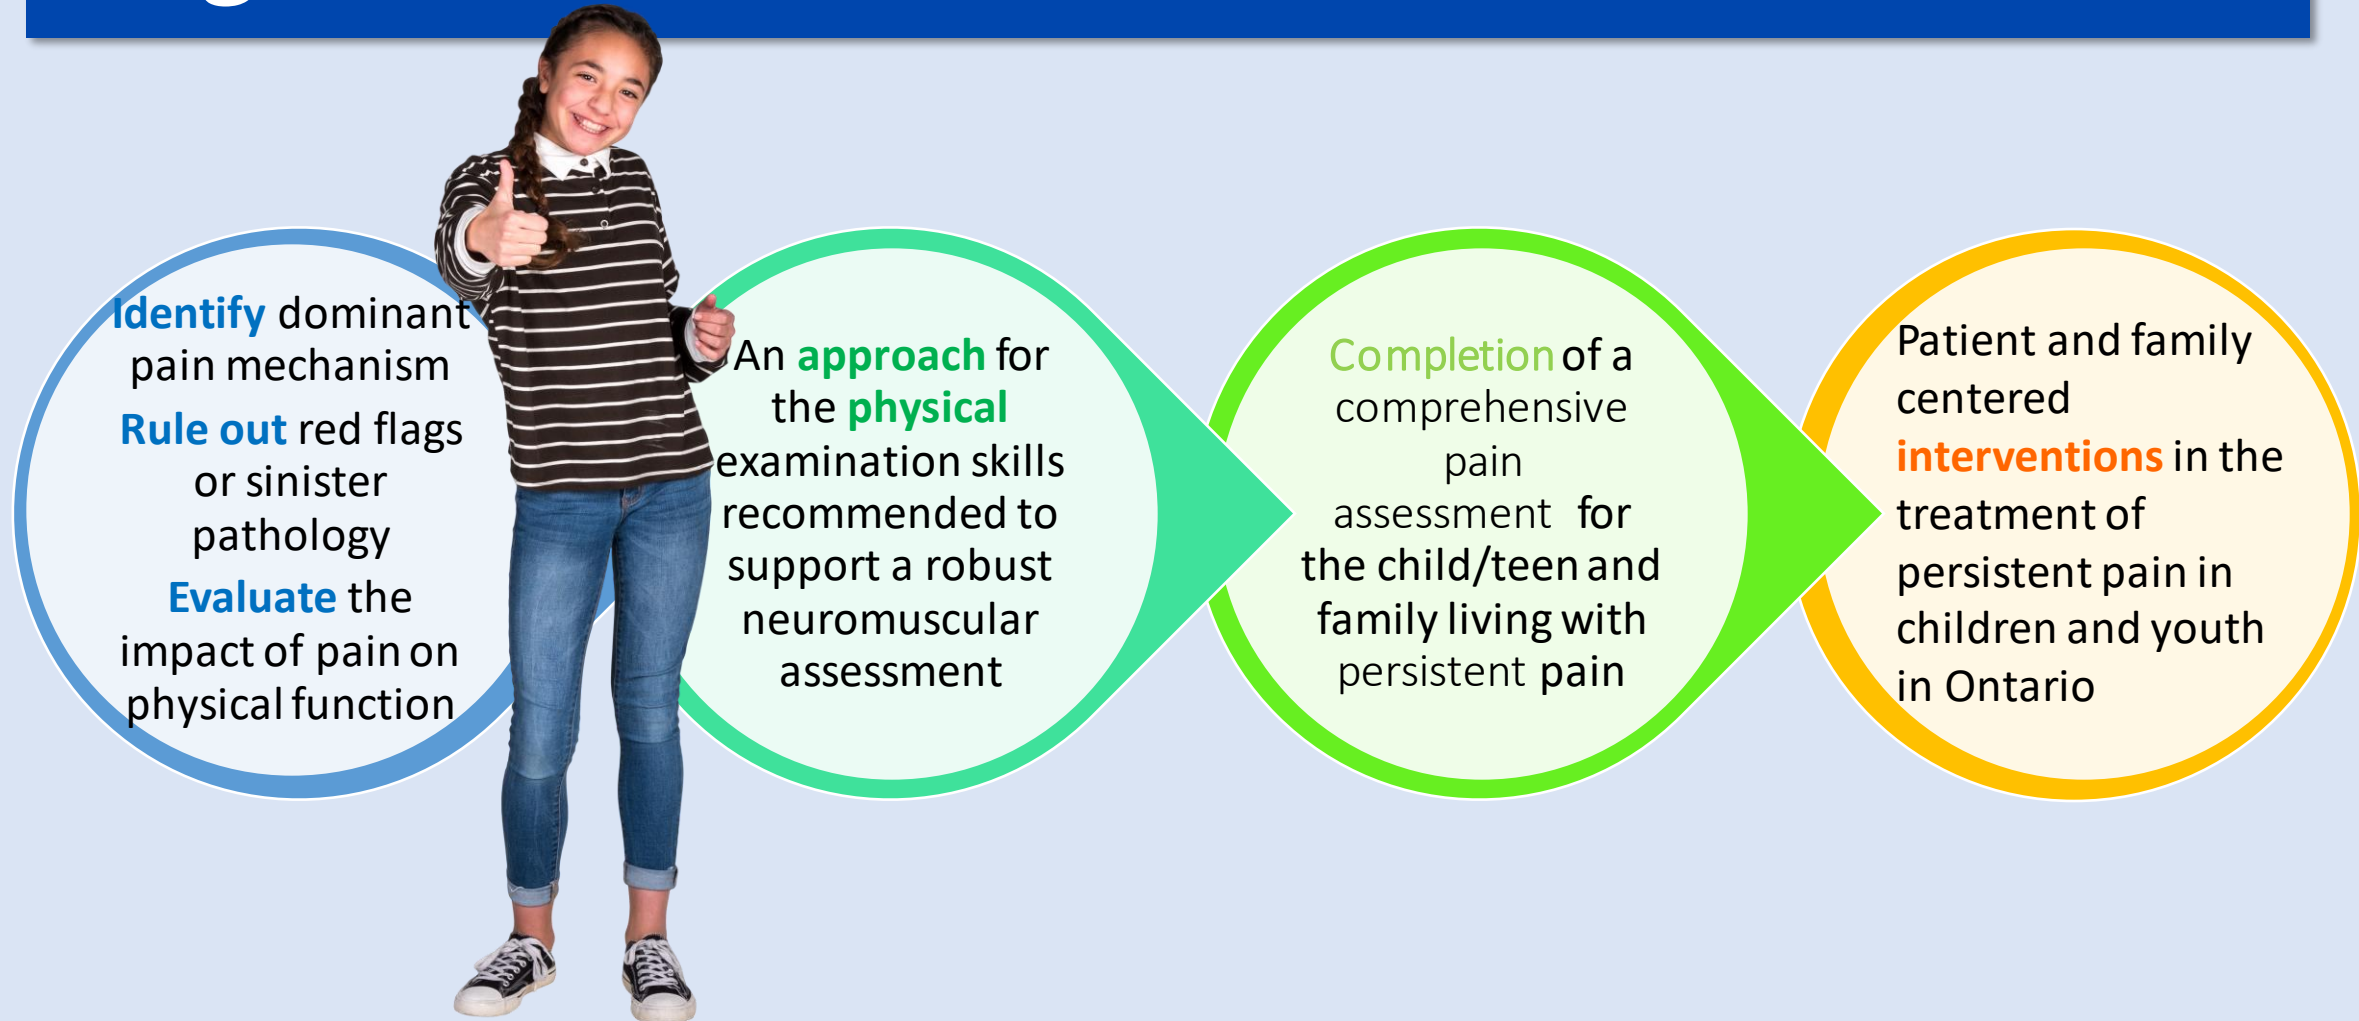 Identify dominant
pain mechanism
Rule out red flags
or sinister
pathology
Evaluate the
impact of pain on
physical function
An approach for
the physical
examination skills
recommended to
support a robust
neuromuscular
assessment
Completion of a
comprehensive
pain
assessment for
the child/teen and
family living with
persistent pain
Patient and family
centered
interventions in the
treatment of
persistent pain in
children and youth
in Ontario